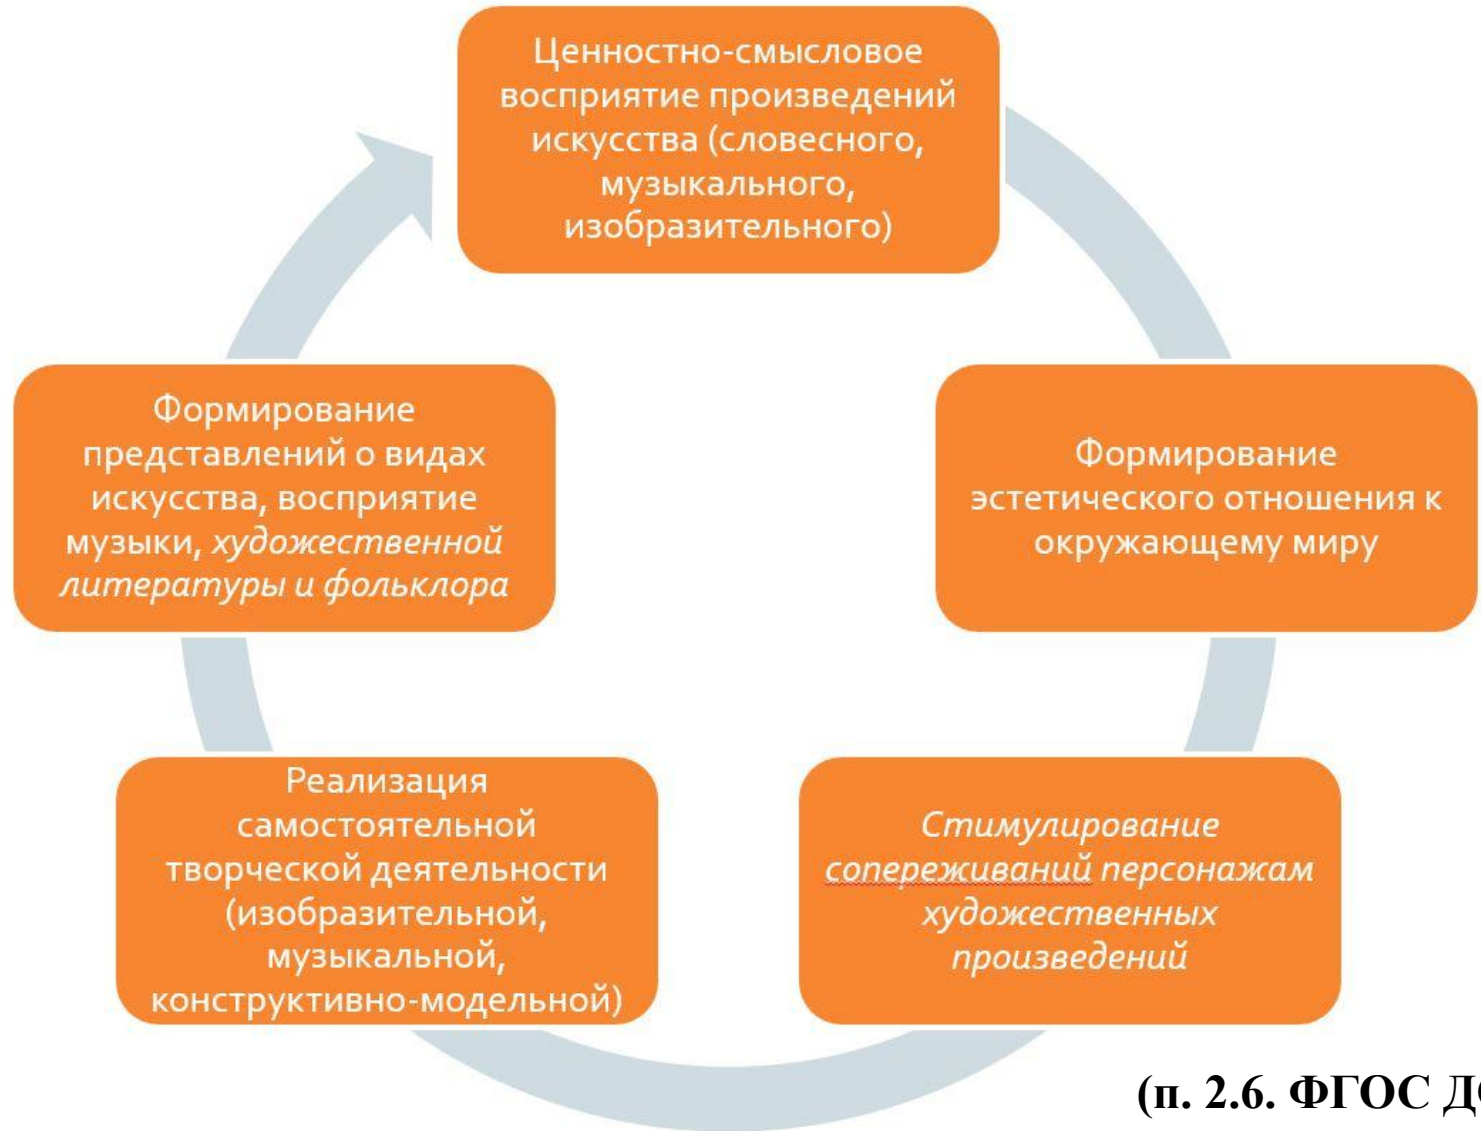 Ценностно-смысловое
восприятие произведений
искусства (словесного,
музыкального,
изобразительного)
Формирование
эстетического отношения к
окружающему миру
Стимулирование
сопереживаний персонажам
художественных
произведений
Реализация
самостоятельной
творческой деятельности
(изобразительной,
музыкальной,
конструктивно-модельной)
Формирование
представлений о видах
искусства, восприятие
музыки, художественной
литературы и фольклора
(п. 2.6. ФГОС